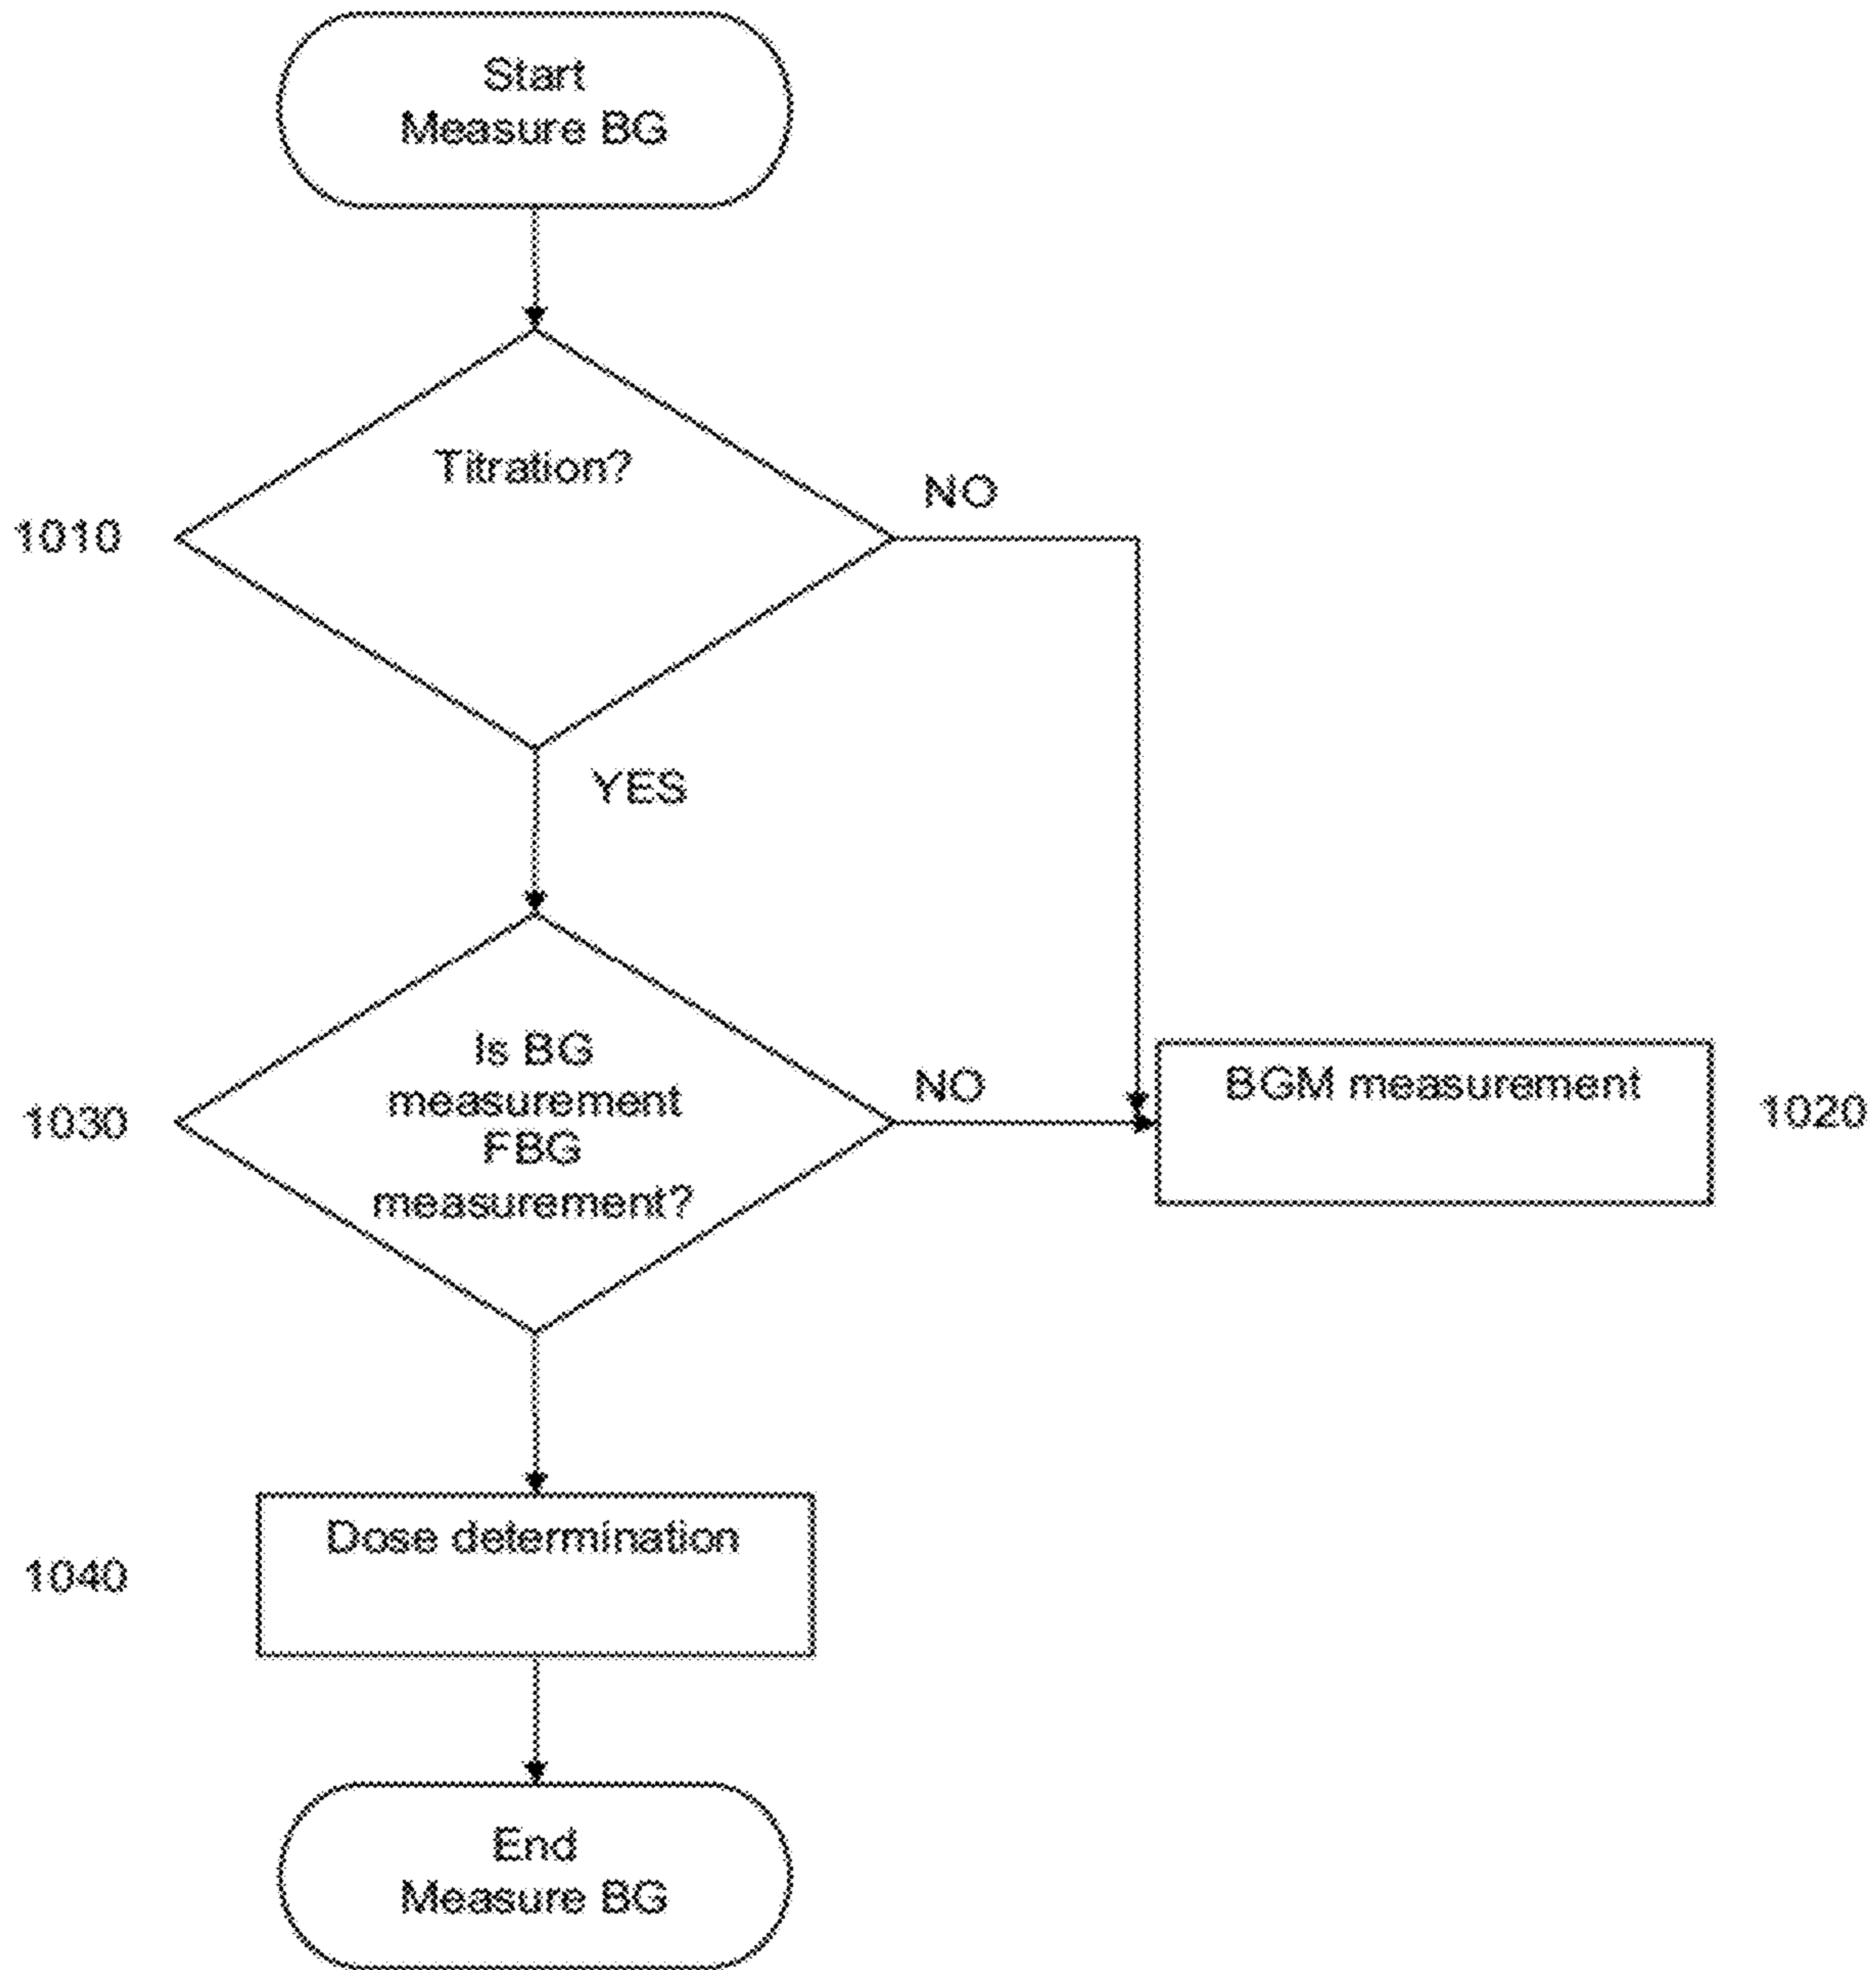 Start
Measure BG
Titration?
1010
NO
YES
Is BG
measurement
FBG
measurement?
1030
NO
BGM measurement
1020
Dose determination
1040
End
Measure BG